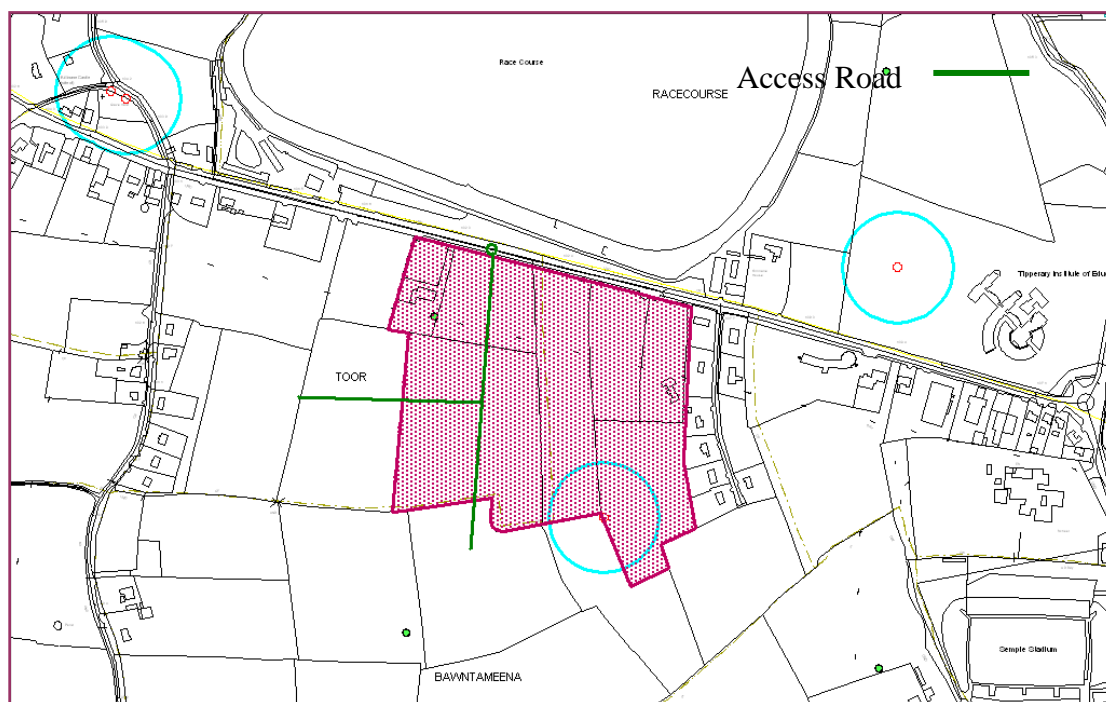 Race Course
Access Road
RACECOURSE
Tipperary Institute of Edu
TOOR
Semple Stadium
BAWNTAMEENA